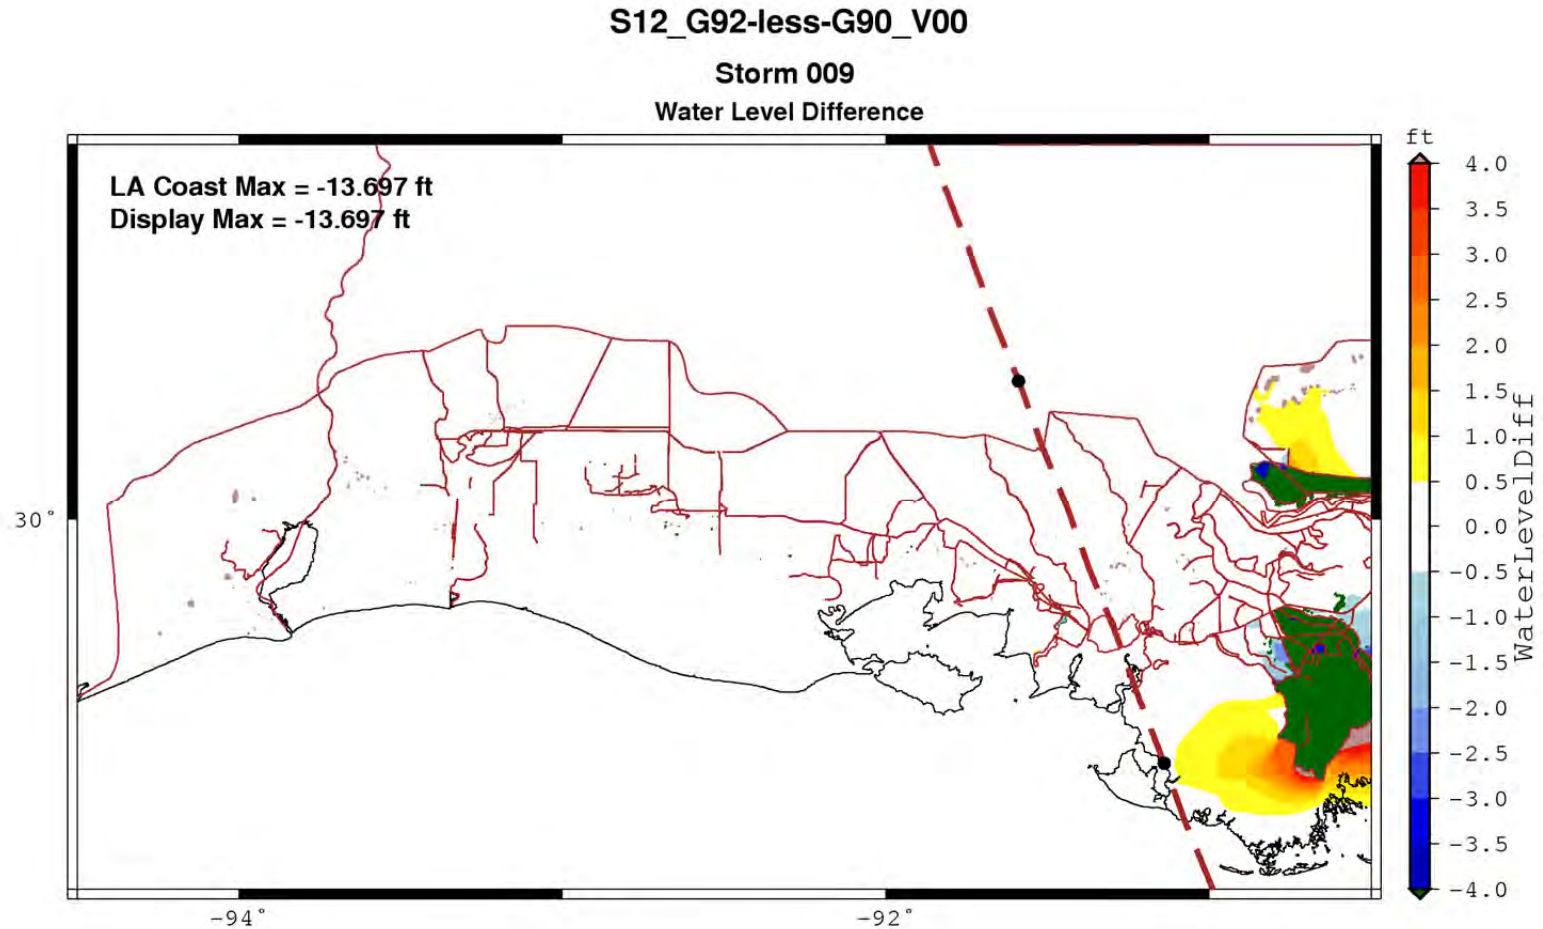 S12_G92-less-G90_V00
Storm 009
Water Level Difference
ft
LA Coast Max = -13.697 ft
Display Max = -13.697 ft
4.0
3.5
3.0
2.5
2.0
1.5
1.0
0.5
0.0
-0.5
-1.0
-1.5
-2.0
-2.5
-3.0
-3.5
-4.0
WaterLevelDiff
30°
-94°
-92°